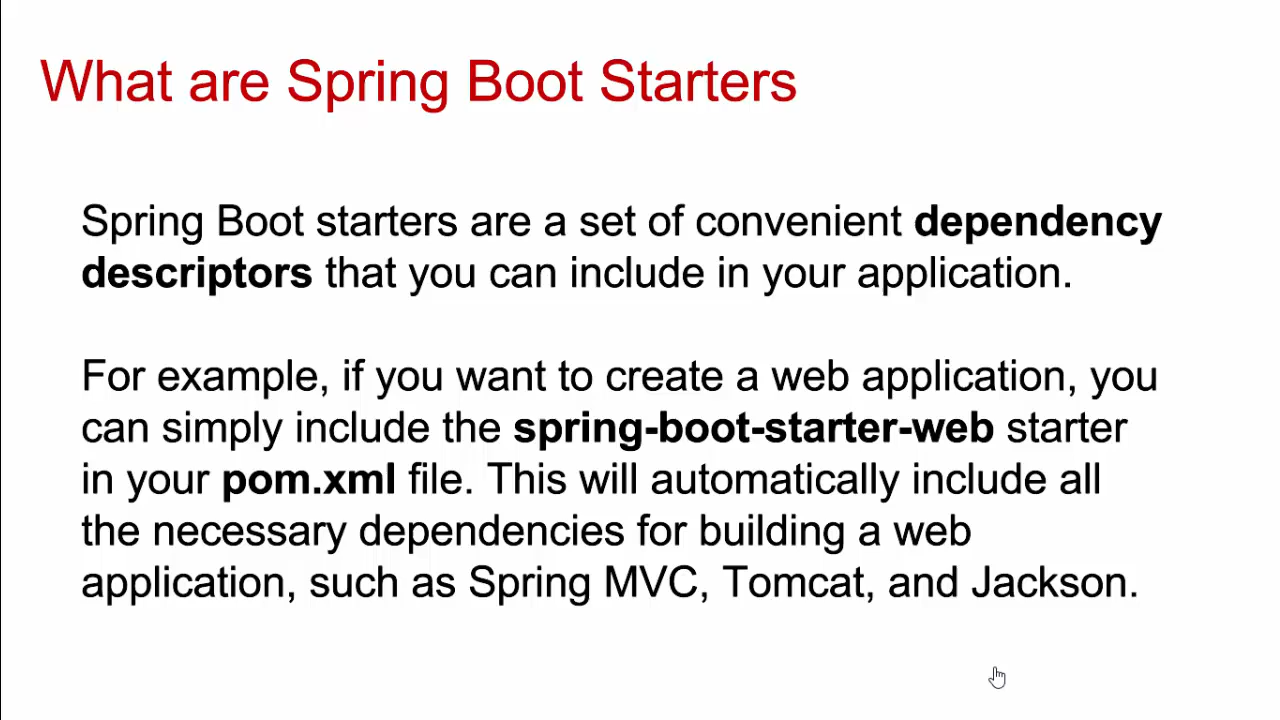 What are Spring Boot Starters
Spring Boot starters are a set of convenient dependency
descriptors that you can include in your application.
For example, if you want to create a web application, you
can simply include the spring-boot-starter-web starter
in your pom.xml file. This will automatically include all
the necessary dependencies for building a web
application, such as Spring MVC, Tomcat, and Jackson.